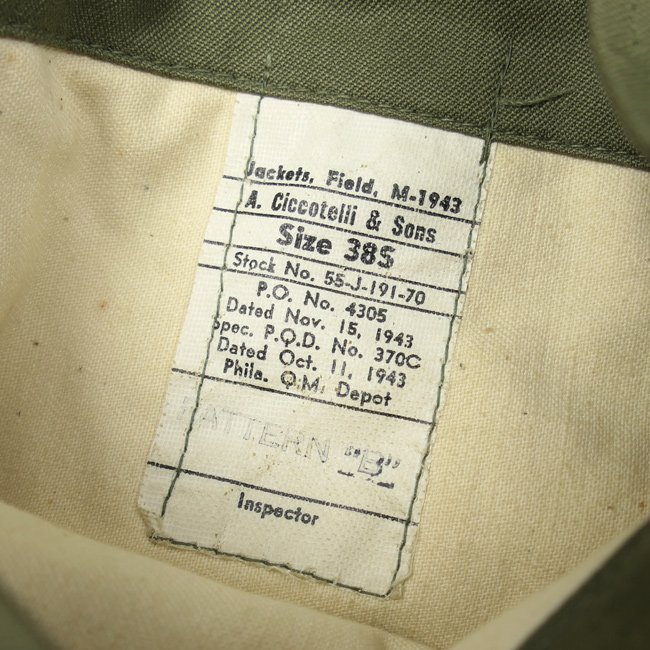 Jackets, Field, M-1943
A. Ciccotelli & Sons
Size 38S
Stock No. 55-J-191-70
P.O. No. 4305
Dated Nov. 15, 1943
Spec. P.Q.D. No. 370C
Dated Oct. 11, 1943
Phila. Q.M. Depot
PATTERN "B"
Inspector